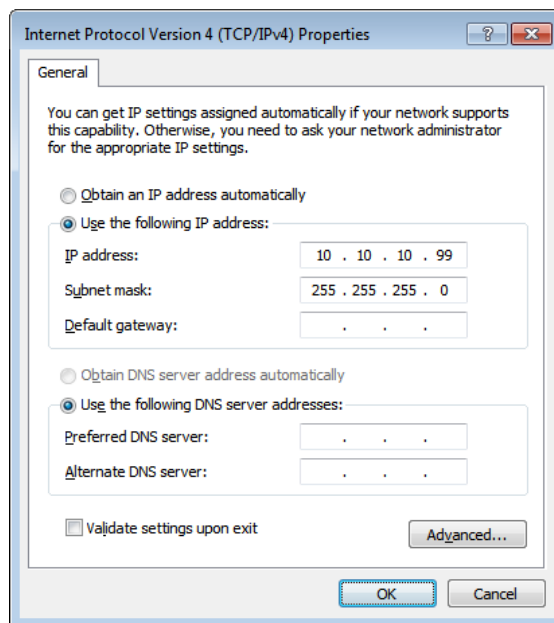 Internet Protocol Version 4 (TCP/IPv4) Properties
?
General
You can get IP settings assigned automatically if your network supports
this capability. Otherwise, you need to ask your network administrator
for the appropriate IP settings.
Obtain an IP address automatically
Use the following IP address:
IP address: 10 . 10 . 10 . 99
Subnet mask: 255 . 255 . 255 . 0
Default gateway: . . .
Obtain DNS server address automatically
Use the following DNS server addresses:
Preferred DNS server: . . .
Alternate DNS server: . . .
Validate settings upon exit
Advanced...
OK Cancel